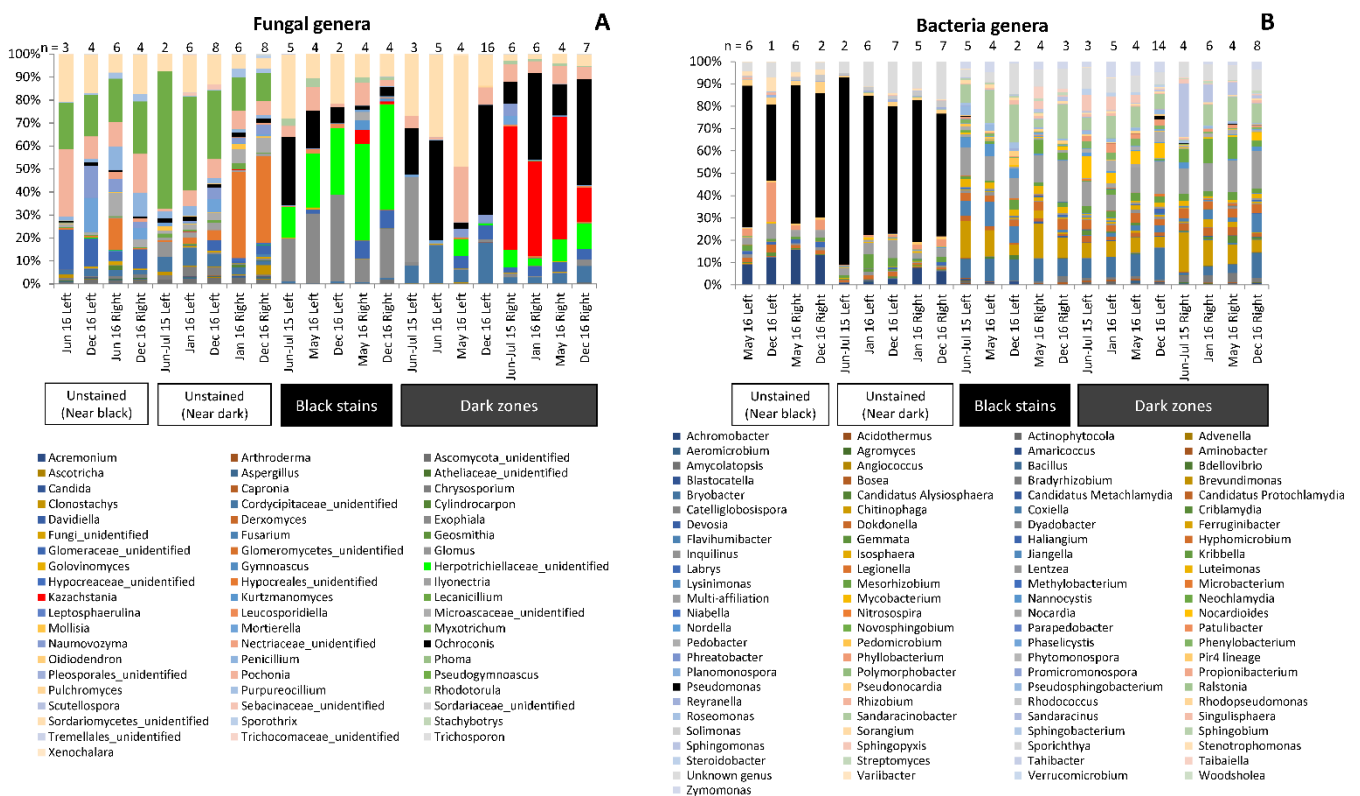 Fungal genera
A
n = 3 4 6 4 2 6 8 6 8 5 4 2 4 4 3 5 4 16 6 6 4 7
100%
90%
80%
70%
60%
50%
40%
30%
20%
10%
0%
Jun 16 Left
Dec 16 Left
Jun 16 Right
Dec 16 Right
Jun-Jul 15 Left
Jan 16 Left
Dec 16 Left
Jan 16 Right
Dec 16 Right
Jun-Jul 15 Left
May 16 Left
Dec 16 Left
May 16 Right
Dec 16 Right
Jun-Jul 15 Left
Jun 16 Left
May 16 Left
Dec 16 Left
Jun-Jul 15 Right
Jan 16 Right
May 16 Right
Dec 16 Right
Unstained
(Near black)
Unstained
(Near dark)
Black stains
Dark zones
Acremonium Arthroderma Ascomycota_unidentified
Ascotricha Aspergillus Atheliaceae_unidentified
Candida Capronia Chrysosporium
Clonostachys Cordycipitaceae_unidentified Cylindrocarpon
Davidiella Derxomyces Exophiala
Fungi_unidentified Fusarium Geosmithia
Glomeraceae_unidentified Glomeromycetes_unidentified Glomus
Golovinomyces Gymnoascus Herpotrichiellaceae_unidentified
Hypocreaceae_unidentified Hypocreales_unidentified Ilyonectria
Kazachstania Kurtzmanomyces Lecanicillium
Leptosphaerulina Leucosporidiella Microascaceae_unidentified
Mollisia Mortierella Myxotrichum
Naumovozyma Nectriaceae_unidentified Ochroconis
Oidiodendron Penicillium Phoma
Pleosporales_unidentified Pochonia Pseudogymnoascus
Pulchromyces Purpureocillium Rhodotorula
Scutellospora Sebacinaceae_unidentified Sordariaceae_unidentified
Sordariomycetes_unidentified Sporothrix Stachybotrys
Tremellales_unidentified Trichocomaceae_unidentified Trichosporon
Xenochalara
Bacteria genera
B
n = 6 1 6 2 2 5 7 5 7 5 4 2 4 3 3 5 4 14 4 6 4 8
100%
90%
80%
70%
60%
50%
40%
30%
20%
10%
0%
May 16 Left
Dec 16 Left
May 16 Right
Dec 16 Right
Jun-Jul 15 Left
Jan 16 Left
Dec 16 Left
Jan 16 Right
Dec 16 Right
Jun-Jul 15 Left
May 16 Left
Dec 16 Left
May 16 Right
Dec 16 Right
Jun-Jul 15 Left
Jan 16 Left
May 16 Left
Dec 16 Left
Jun-Jul 15 Right
Jan 16 Right
May 16 Right
Dec 16 Right
Unstained
(Near black)
Unstained
(Near dark)
Black stains
Dark zones
Achromobacter Acidothermus Actinophytocola Advenella
Aeromicrobium Agromyces Amaricoccus Aminobacter
Amycolatopsis Angiococcus Bacillus Bdellovibrio
Blastocatella Bosea Bradyrhizobium Brevundimonas
Bryobacter Candidatus Alysiosphaera Candidatus Metachlamydia Candidatus Protochlamydia
Catelliglobosispora Chitinophaga Coxiella Criblamydia
Devosia Dokdonella Dyadobacter Ferruginibacter
Flavihumibacter Gemmata Haliangium Hyphomicrobium
Inquilinus Isosphaera Jiangella Kribbella
Labrys Legionella Lentzea Luteimonas
Lysinimonas Mesorhizobium Methylobacterium Microbacterium
Multi-affiliation Mycobacterium Nannocystis Neochlamydia
Niabella Nitrosospira Nocardia Nocardioides
Nordella Novosphingobium Parapedobacter Patulibacter
Pedobacter Pedomicrobium Phaselicystis Phenylobacterium
Phreatobacter Phyllobacterium Phytomonospora Pir4 lineage
Planomonospora Polymorphobacter Promicromonospora Propionibacterium
Pseudomonas Pseudonocardia Pseudosphingobacterium Ralstonia
Reyranella Rhizobium Rhodococcus Rhodopseudomonas
Roseomonas Sandaracinobacter Sandaracinus Singulisphaera
Solimonas Sorangium Sphingobacterium Sphingobium
Sphingomonas Sphingopyxis Sporichthya Stenotrophomonas
Steroidobacter Streptomyces Tahibacter Taibaiella
Unknown genus Variibacter Verrucomicrobium Woodsholea
Zymomonas